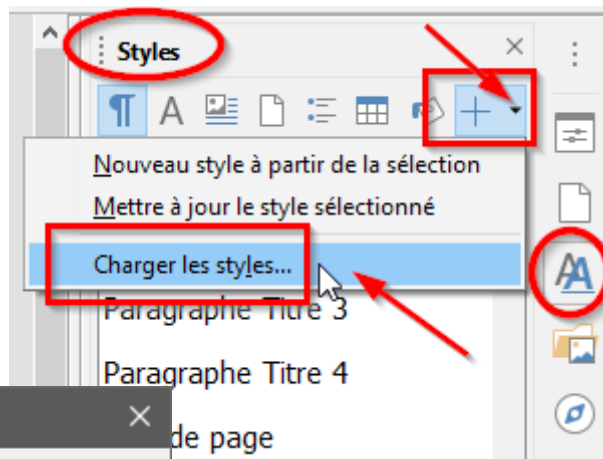 Styles
Nouveau style à partir de la sélection
Mettre à jour le style sélectionné
Charger les styles...
Paragraphe Titre 3
Paragraphe Titre 4
de page